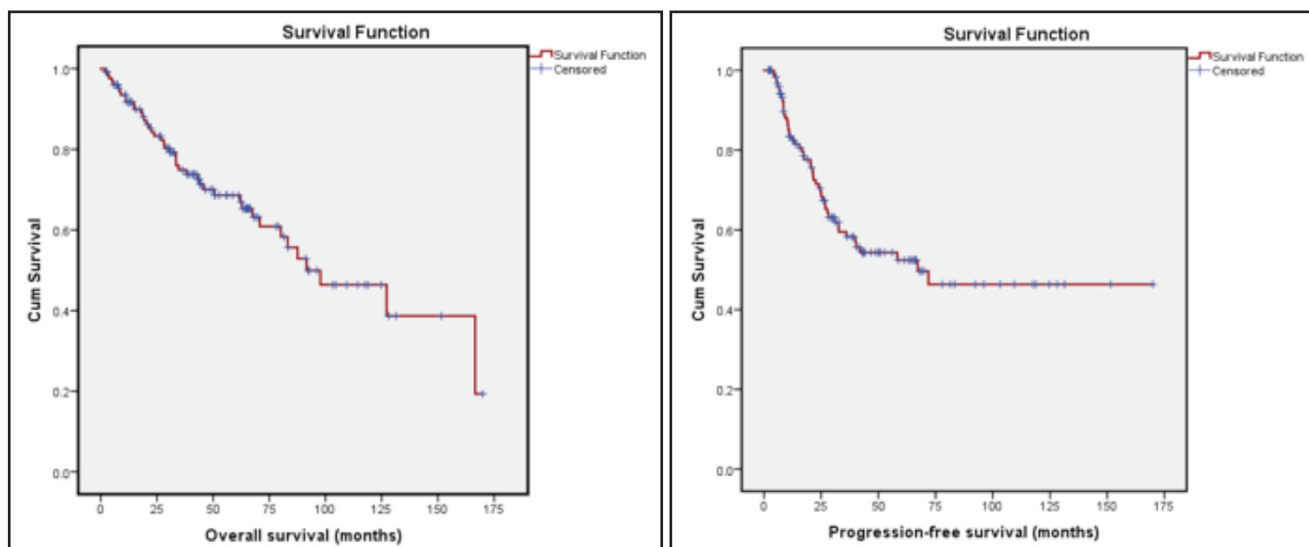 Survival Function
Survival Function
Censored
1.0
0.8
0.6
0.4
0.2
0.0
Cum Survival
0 25 50 75 100 125 150 175
Overall survival (months)
Survival Function
Survival Function
Censored
1.0
0.8
0.6
0.4
0.2
0.0
Cum Survival
0 25 50 75 100 125 150 175
Progression-free survival (months)